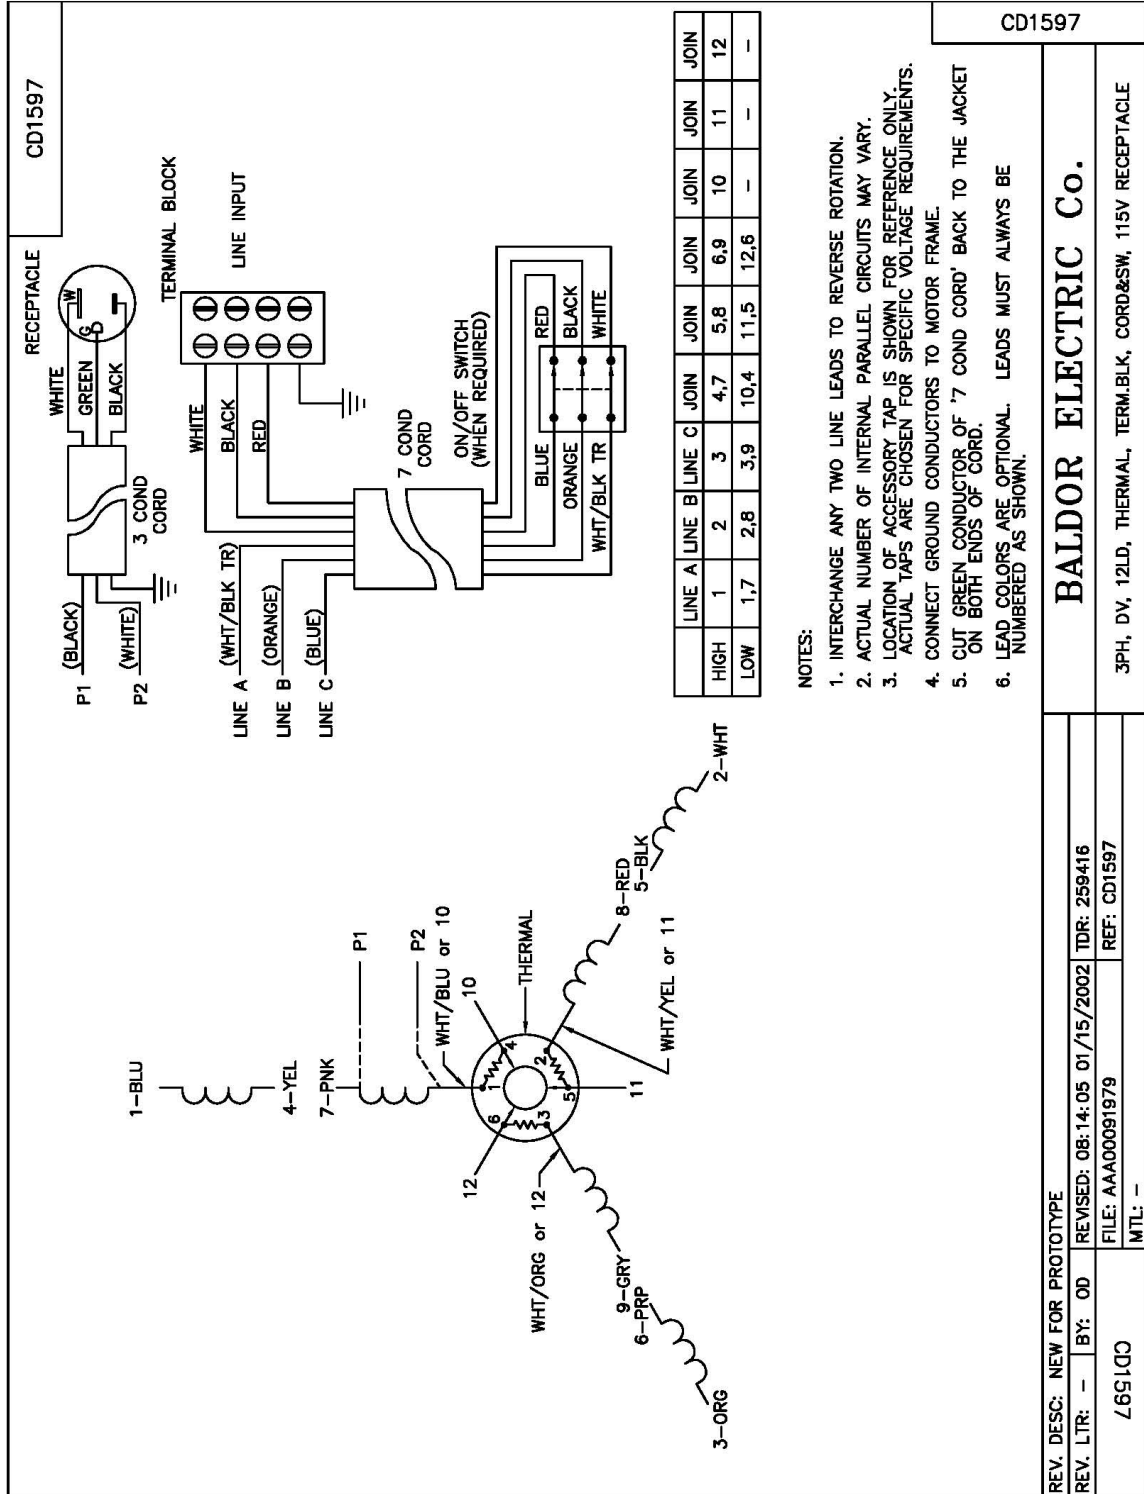 CD1597
RECEPTACLE
W
G
WHITE
GREEN
BLACK
3 COND
CORD
P1
(BLACK)
P2
(WHITE)
TERMINAL BLOCK
LINE INPUT
WHITE
BLACK
RED
LINE A
(WHT/BLK TR)
LINE B
(ORANGE)
LINE C
(BLUE)
7 COND
CORD
ON/OFF SWITCH
(WHEN REQUIRED)
BLUE
ORANGE
WHT/BLK TR
RED
BLACK
WHITE
1-BLU
4-YEL
7-PNK
P1
P2
WHT/BLU or 10
10
THERMAL
12
11
1
4
6
2
3
5
WHT/ORG or 12
WHT/YEL or 11
9-GRY
6-PRP
3-ORG
8-RED
5-BLK
2-WHT
LINE A LINE B LINE C JOIN JOIN JOIN JOIN JOIN JOIN
HIGH 1 2 3 4,7 5,8 6,9 10 11 12
LOW 1,7 2,8 3,9 10,4 11,5 12,6 - - -
NOTES:
1. INTERCHANGE ANY TWO LINE LEADS TO REVERSE ROTATION.
2. ACTUAL NUMBER OF INTERNAL PARALLEL CIRCUITS MAY VARY.
3. LOCATION OF ACCESSORY TAP IS SHOWN FOR REFERENCE ONLY.
ACTUAL TAPS ARE CHOSEN FOR SPECIFIC VOLTAGE REQUIREMENTS.
4. CONNECT GROUND CONDUCTORS TO MOTOR FRAME.
5. CUT GREEN CONDUCTOR OF '7 COND CORD' BACK TO THE JACKET
ON BOTH ENDS OF CORD.
6. LEAD COLORS ARE OPTIONAL. LEADS MUST ALWAYS BE
NUMBERED AS SHOWN.
CD1597
REV. DESC: NEW FOR PROTOTYPE
REV. LTR: - BY: OD REVISED: 08:14:05 01/15/2002 TDR: 259416
CD1597
FILE: AAA00091979 REF: CD1597
MTL: -
BALDOR ELECTRIC Co.
3PH, DV, 12LD, THERMAL, TERM.BLK, CORD&SW, 115V RECEPTACLE